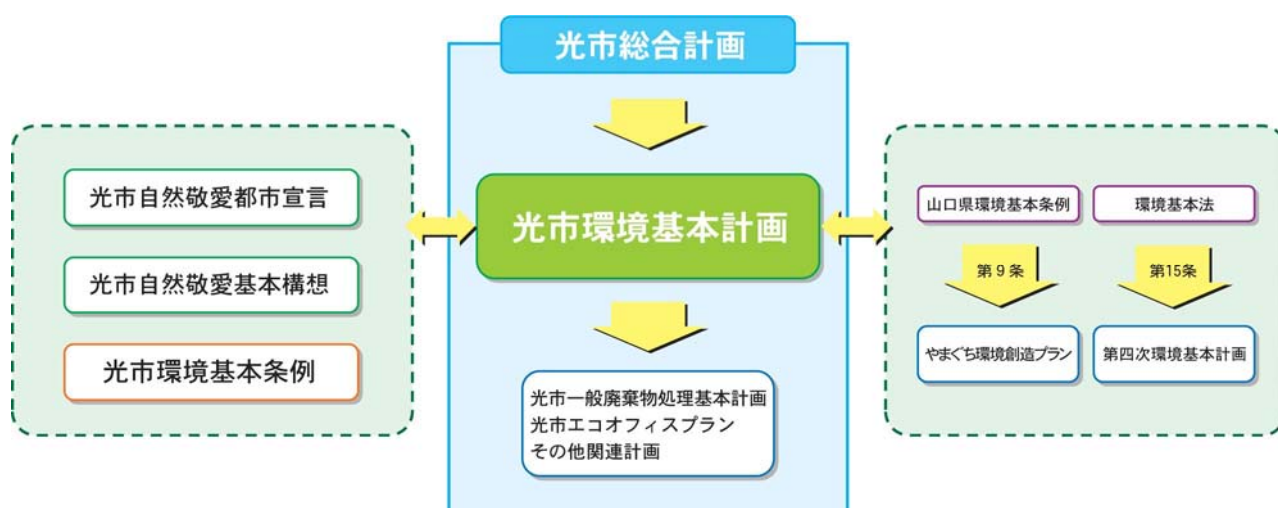 光市総合計画
光市自然敬愛都市宣言
光市自然敬愛基本構想
光市環境基本条例
光市環境基本計画
光市一般廃棄物処理基本計画
光市エコオフィスプラン
その他関連計画
山口県環境基本条例
環境基本法
第9条
第15条
やまぐち環境創造プラン
第四次環境基本計画